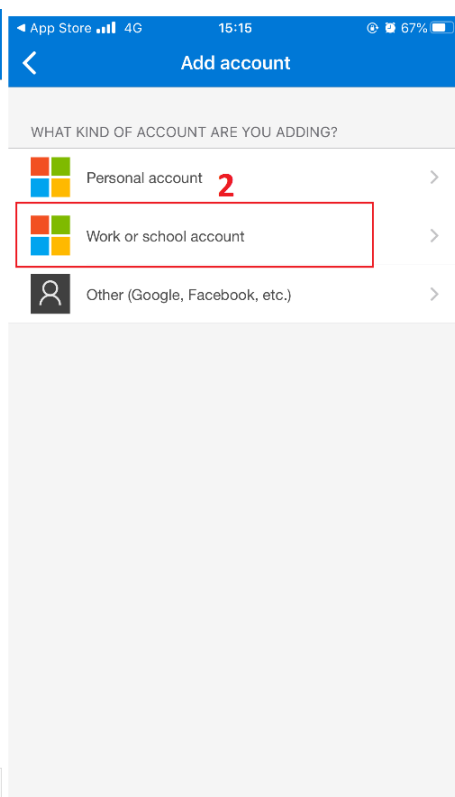 App Store 4G 15:15 67%
Add account
WHAT KIND OF ACCOUNT ARE YOU ADDING?
Personal account 2
Work or school account
Other (Google, Facebook, etc.)